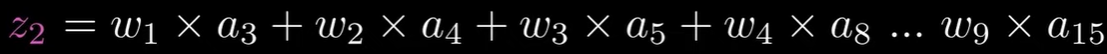 z₂ = w₁ × a₃ + w₂ × a₄ + w₃ × a₅ + w₄ × a₈ ... w₉ × a₁₅